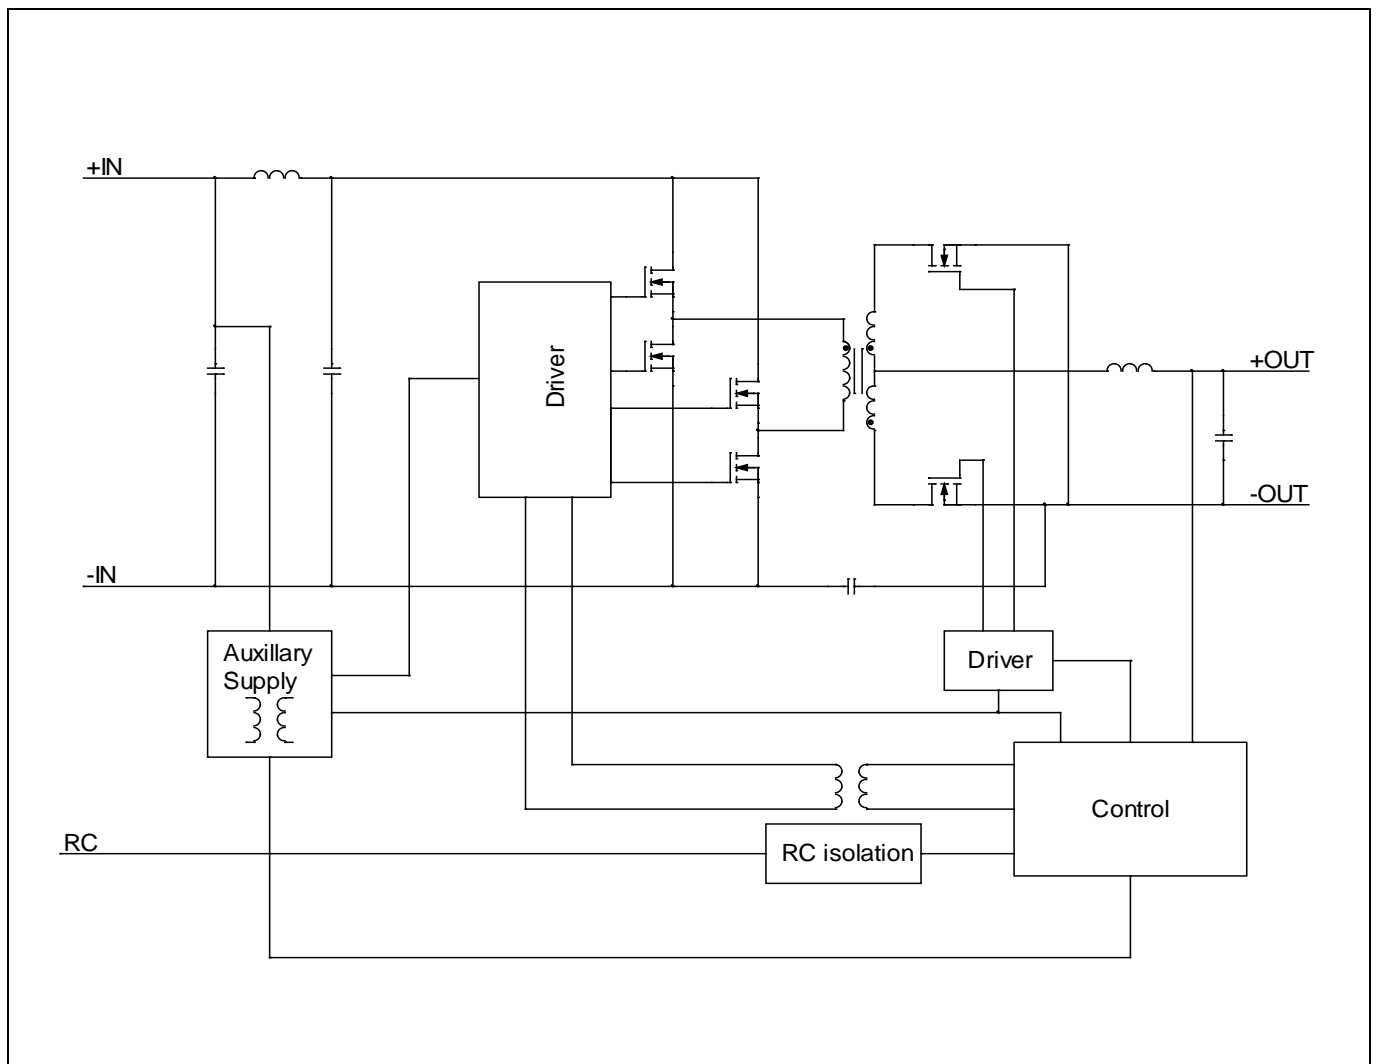 +IN
Driver
+OUT
-OUT
-IN
Auxillary
Supply
Driver
Control
RC
RC isolation